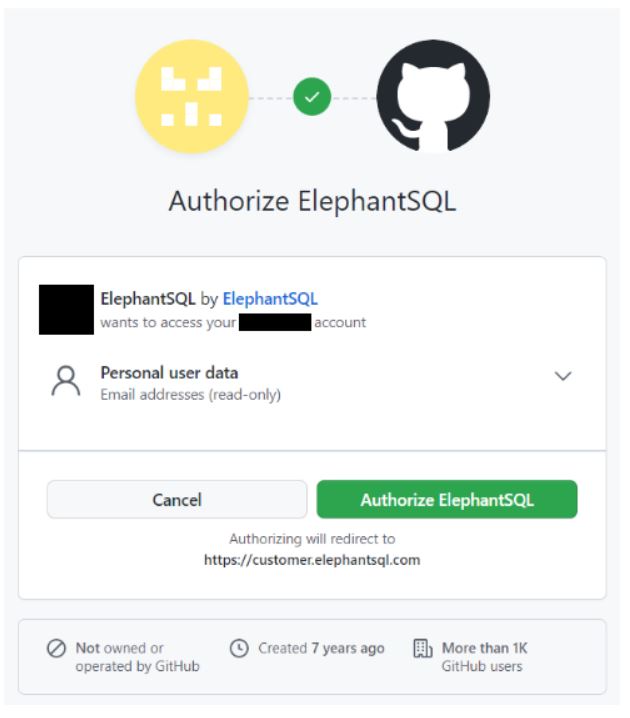 Authorize ElephantSQL
ElephantSQL by ElephantSQL
wants to access your account
Personal user data
Email addresses (read-only)
Cancel
Authorize ElephantSQL
Authorizing will redirect to
https://customer.elephantsql.com
Not owned or
operated by GitHub
Created 7 years ago
More than 1K
GitHub users